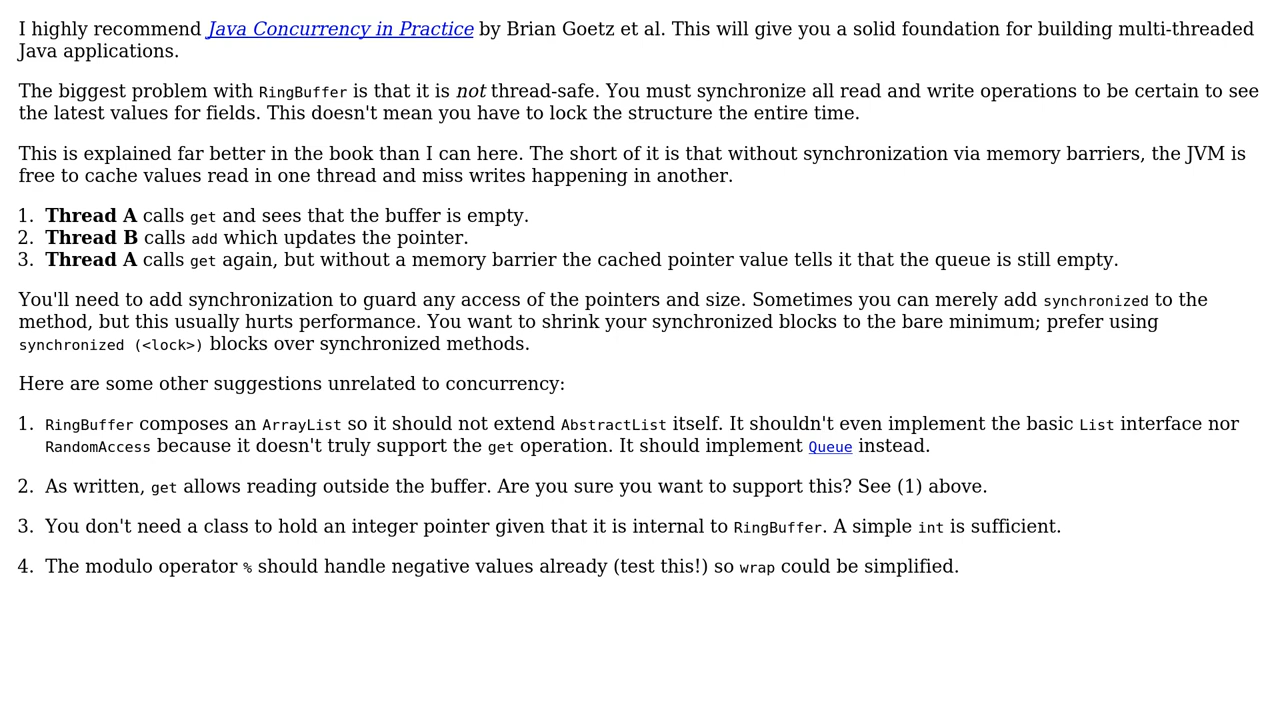 I highly recommend Java Concurrency in Practice by Brian Goetz et al. This will give you a solid foundation for building multi-threaded
Java applications.
The biggest problem with RingBuffer is that it is not thread-safe. You must synchronize all read and write operations to be certain to see
the latest values for fields. This doesn't mean you have to lock the structure the entire time.
This is explained far better in the book than I can here. The short of it is that without synchronization via memory barriers, the JVM is
free to cache values read in one thread and miss writes happening in another.
1. Thread A calls get and sees that the buffer is empty.
2. Thread B calls add which updates the pointer.
3. Thread A calls get again, but without a memory barrier the cached pointer value tells it that the queue is still empty.
You'll need to add synchronization to guard any access of the pointers and size. Sometimes you can merely add synchronized to the
method, but this usually hurts performance. You want to shrink your synchronized blocks to the bare minimum; prefer using
synchronized (<lock>) blocks over synchronized methods.
Here are some other suggestions unrelated to concurrency:
1. RingBuffer composes an ArrayList so it should not extend AbstractList itself. It shouldn't even implement the basic List interface nor
RandomAccess because it doesn't truly support the get operation. It should implement Queue instead.
2. As written, get allows reading outside the buffer. Are you sure you want to support this? See (1) above.
3. You don't need a class to hold an integer pointer given that it is internal to RingBuffer. A simple int is sufficient.
4. The modulo operator % should handle negative values already (test this!) so wrap could be simplified.